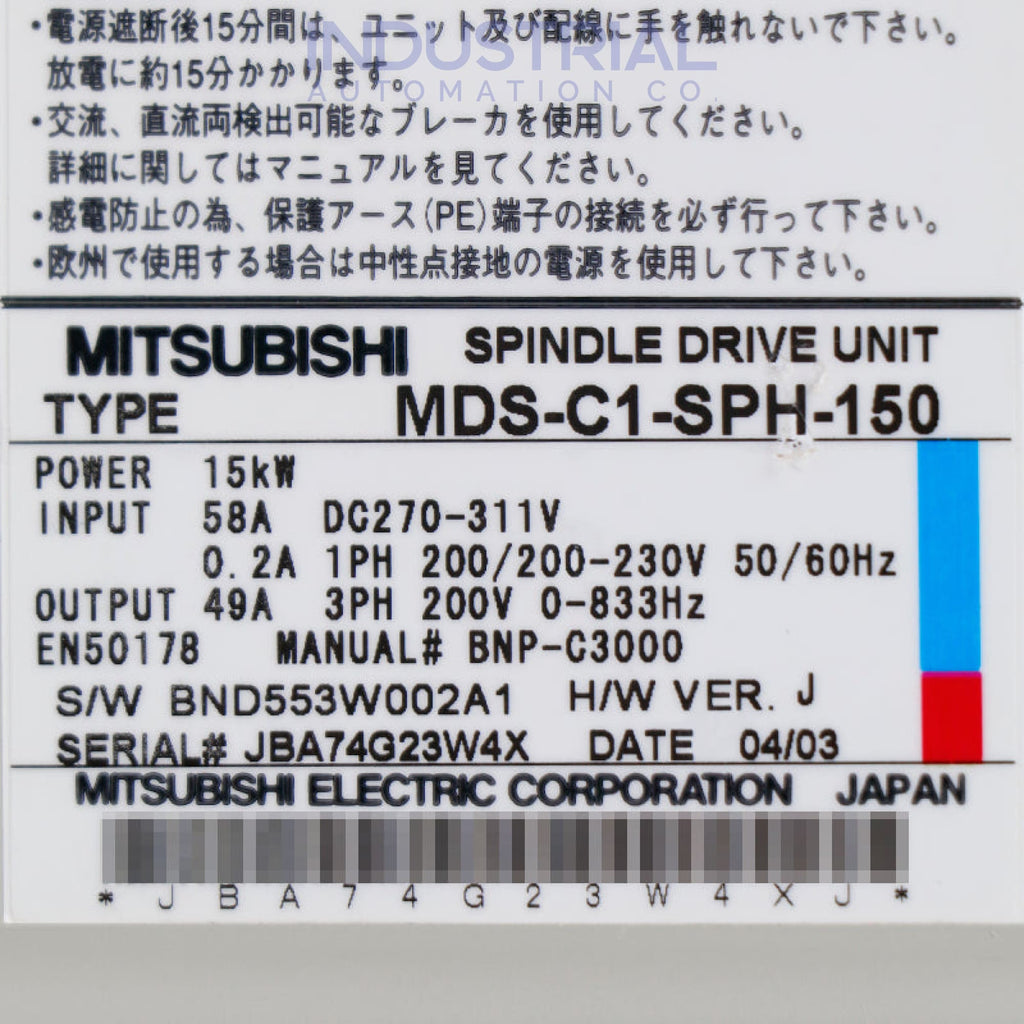 ・電源遮断後15分間は、ユニット及び配線に手を触れないで下さい。
放電に約15分かかります。
INDUSTRIAL
AUTOMATION CO
・交流、直流両検出可能なブレーカを使用してください。
詳細に関してはマニュアルを見てください。
・感電防止の為、保護アース(PE)端子の接続を必ず行って下さい。
・欧州で使用する場合は中性点接地の電源を使用して下さい。
MITSUBISHI SPINDLE DRIVE UNIT
TYPE MDS-C1-SPH-150
POWER 15kW
INPUT 58A DC270-311V
0.2A 1PH 200/200-230V 50/60Hz
OUTPUT 49A 3PH 200V 0-833Hz
EN50178 MANUAL# BNP-C3000
S/W BND553W002A1 H/W VER. J
SERIAL# JBA74G23W4X DATE 04/03
MITSUBISHI ELECTRIC CORPORATION JAPAN
*JBA74G23W4XJ*